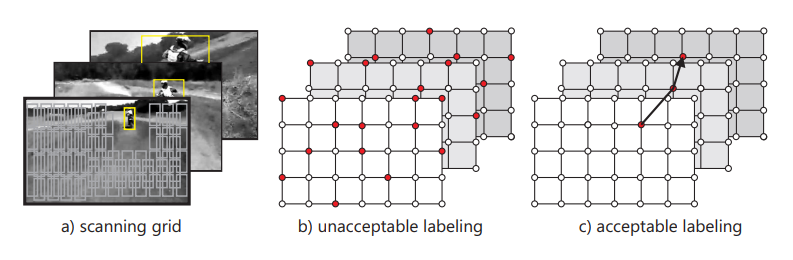 a) scanning grid
b) unacceptable labeling
c) acceptable labeling